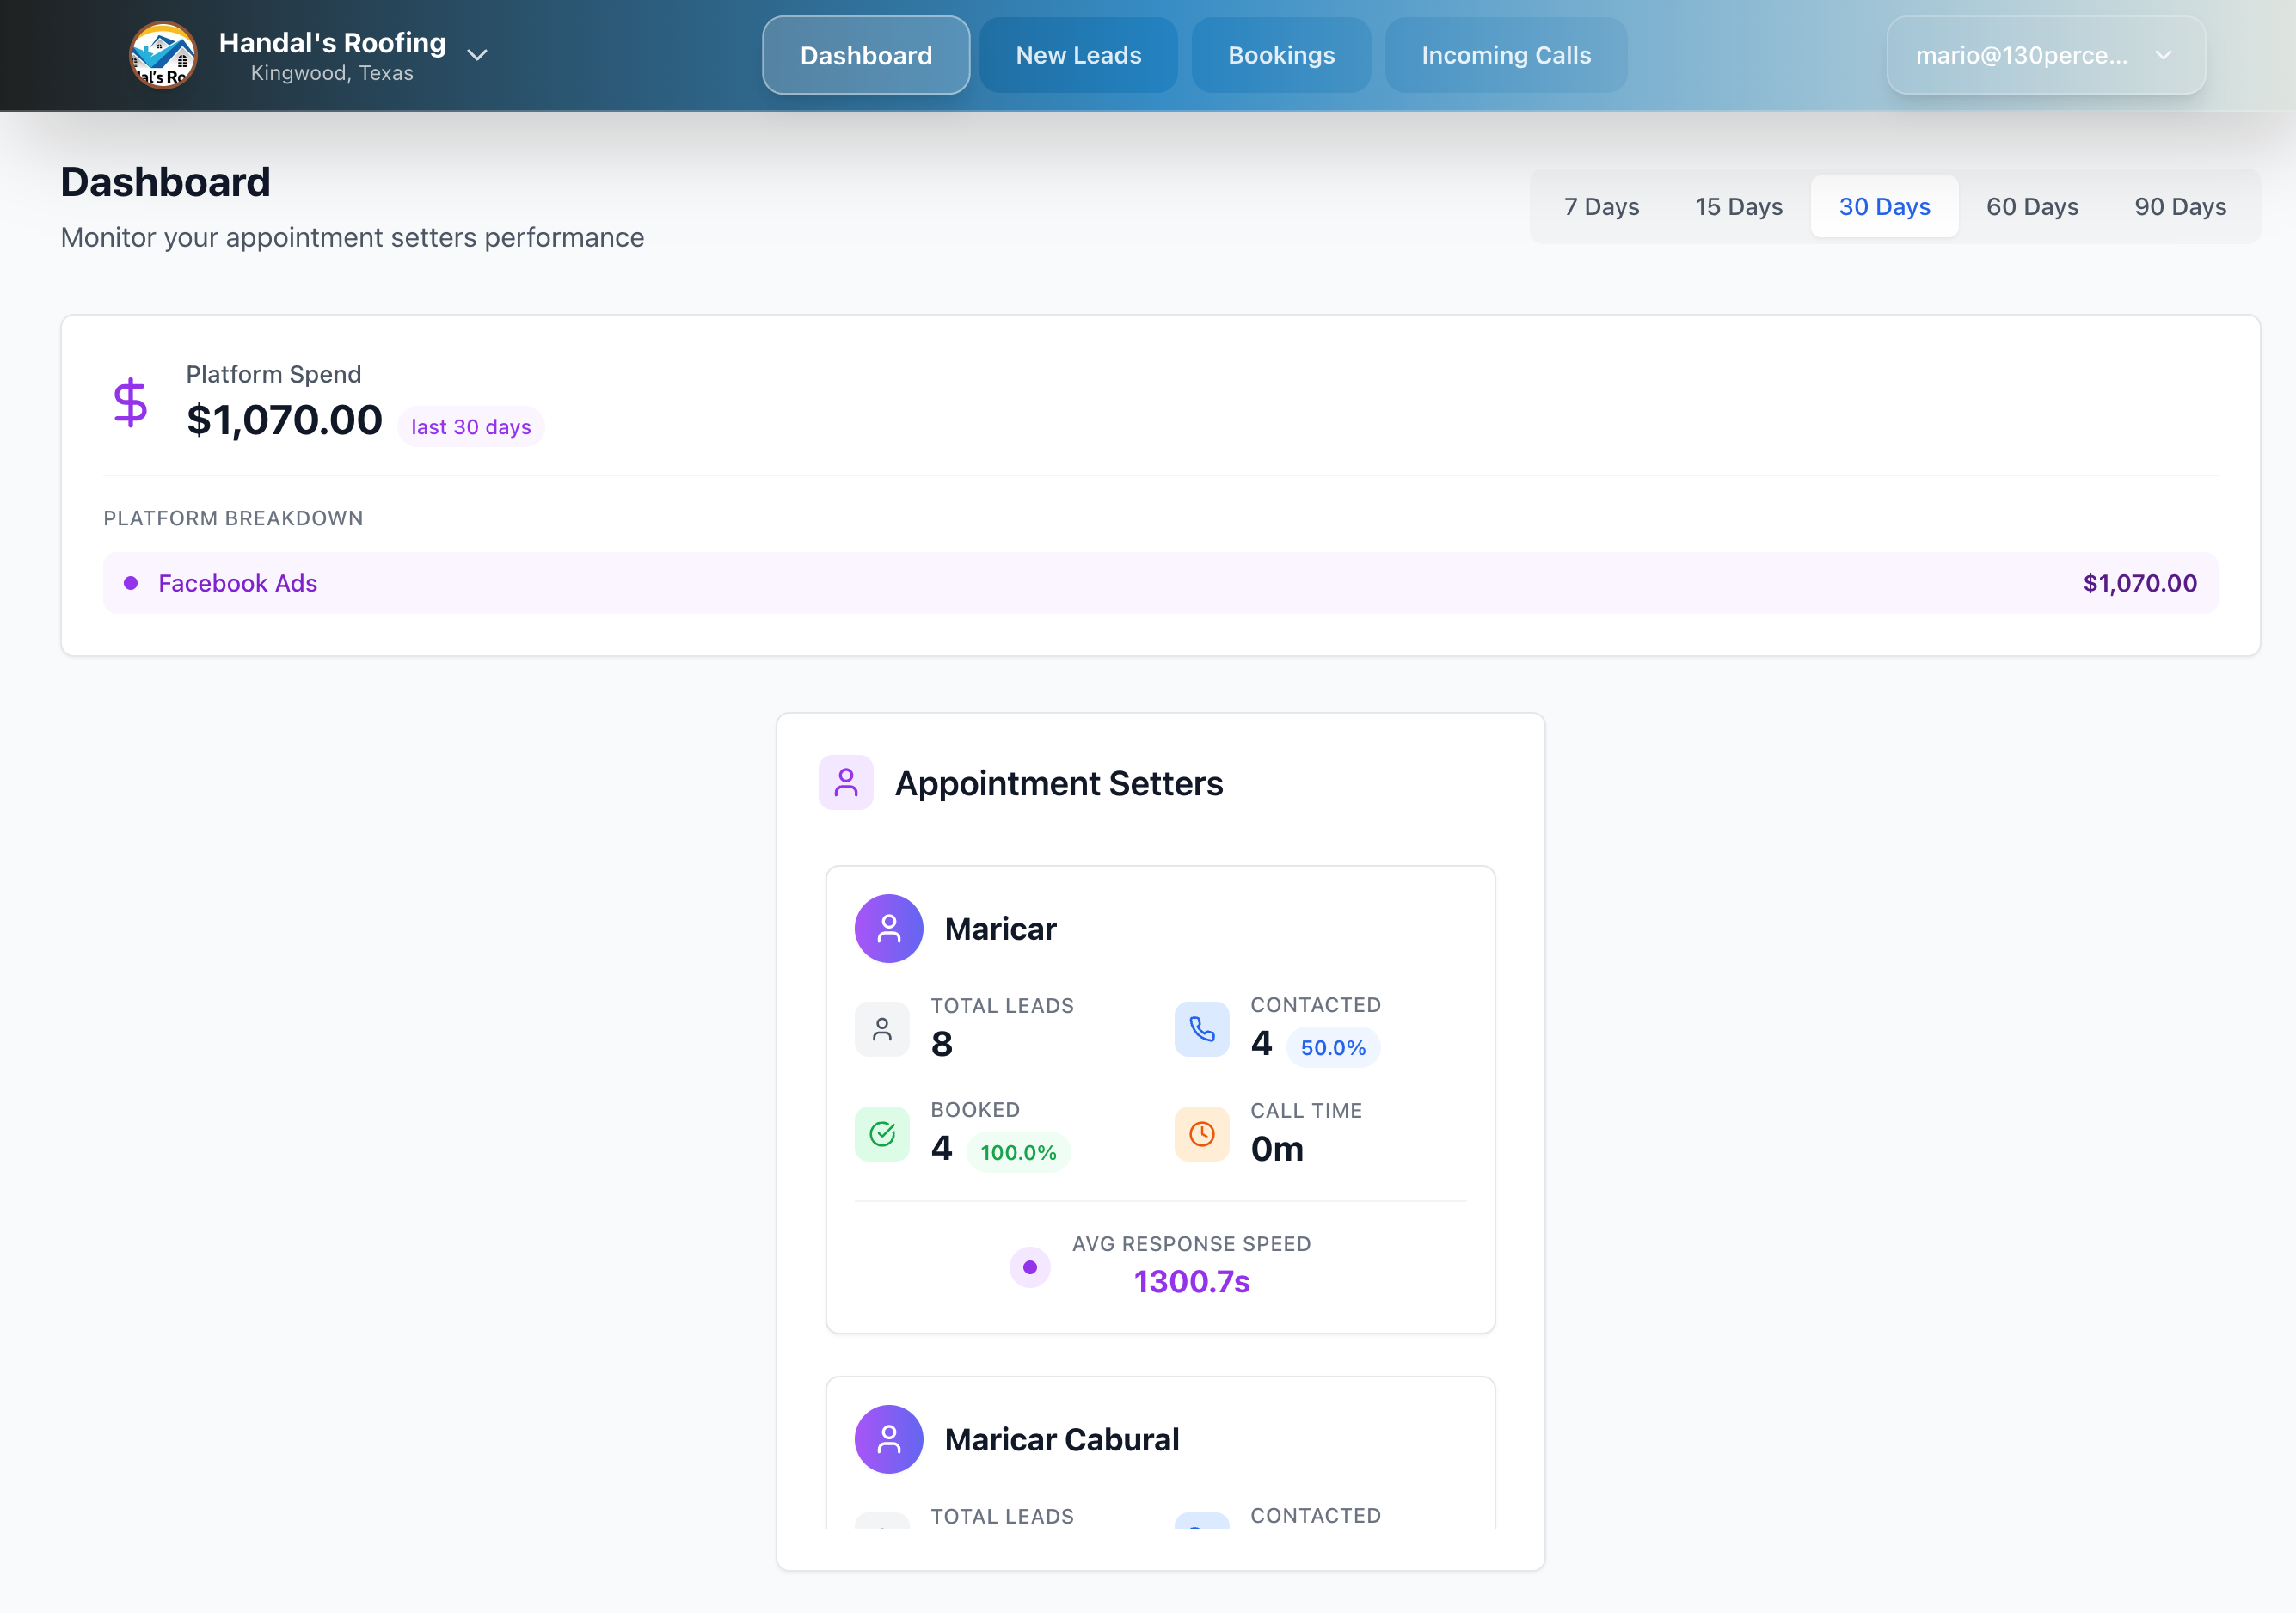 Handal's Roofing
Kingwood, Texas
Dashboard
New Leads
Bookings
Incoming Calls
mario@130perce...
Dashboard
Monitor your appointment setters performance
7 Days
15 Days
30 Days
60 Days
90 Days
Platform Spend
$1,070.00
last 30 days
PLATFORM BREAKDOWN
Facebook Ads
$1,070.00
Appointment Setters
Maricar
TOTAL LEADS
8
CONTACTED
4
50.0%
BOOKED
4
100.0%
CALL TIME
0m
AVG RESPONSE SPEED
1300.7s
Maricar Cabural
TOTAL LEADS
CONTACTED